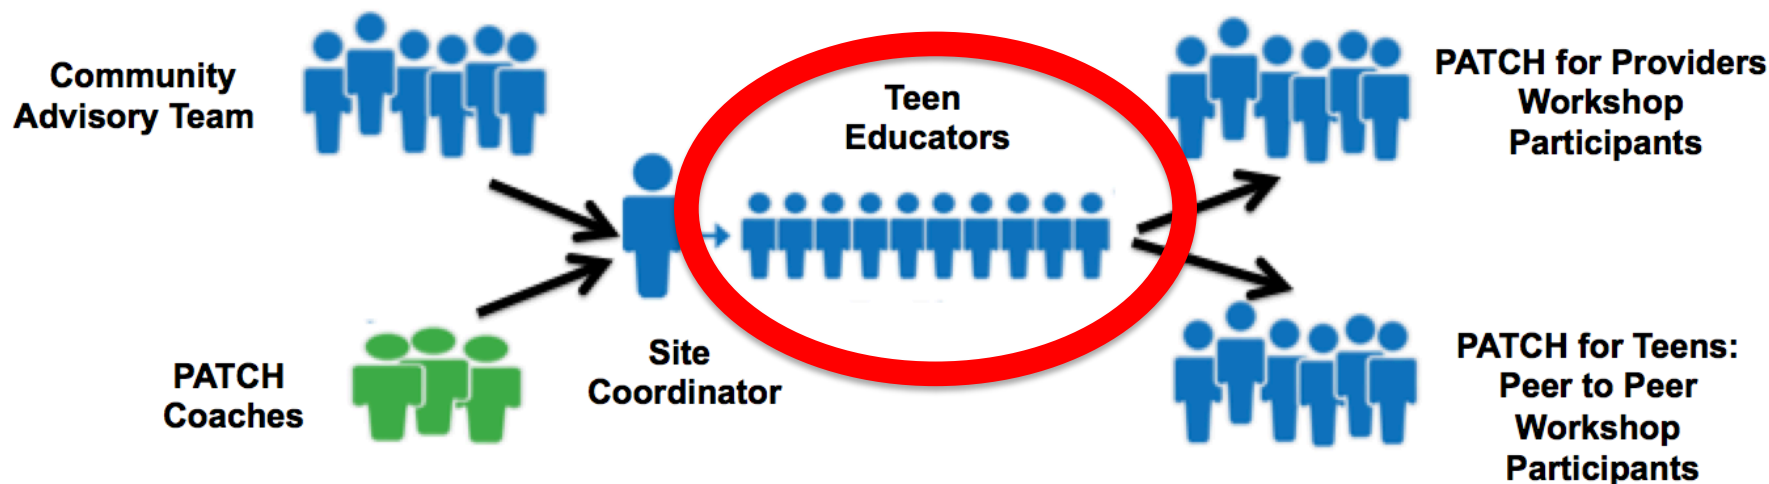 Community
Advisory Team
PATCH
Coaches
Site
Coordinator
Teen
Educators
PATCH for Providers
Workshop
Participants
PATCH for Teens:
Peer to Peer
Workshop
Participants